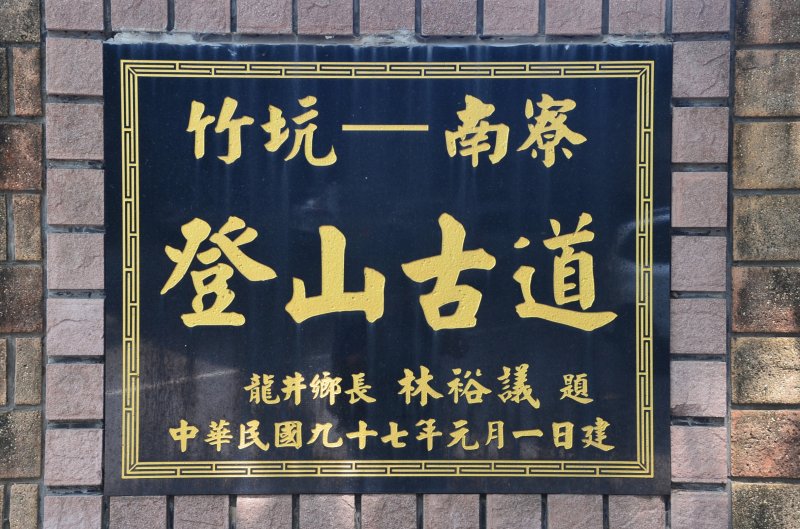 竹坑—南寮
登山古道
龍井鄉長 林裕議 題
中華民國九十七年元月一日建